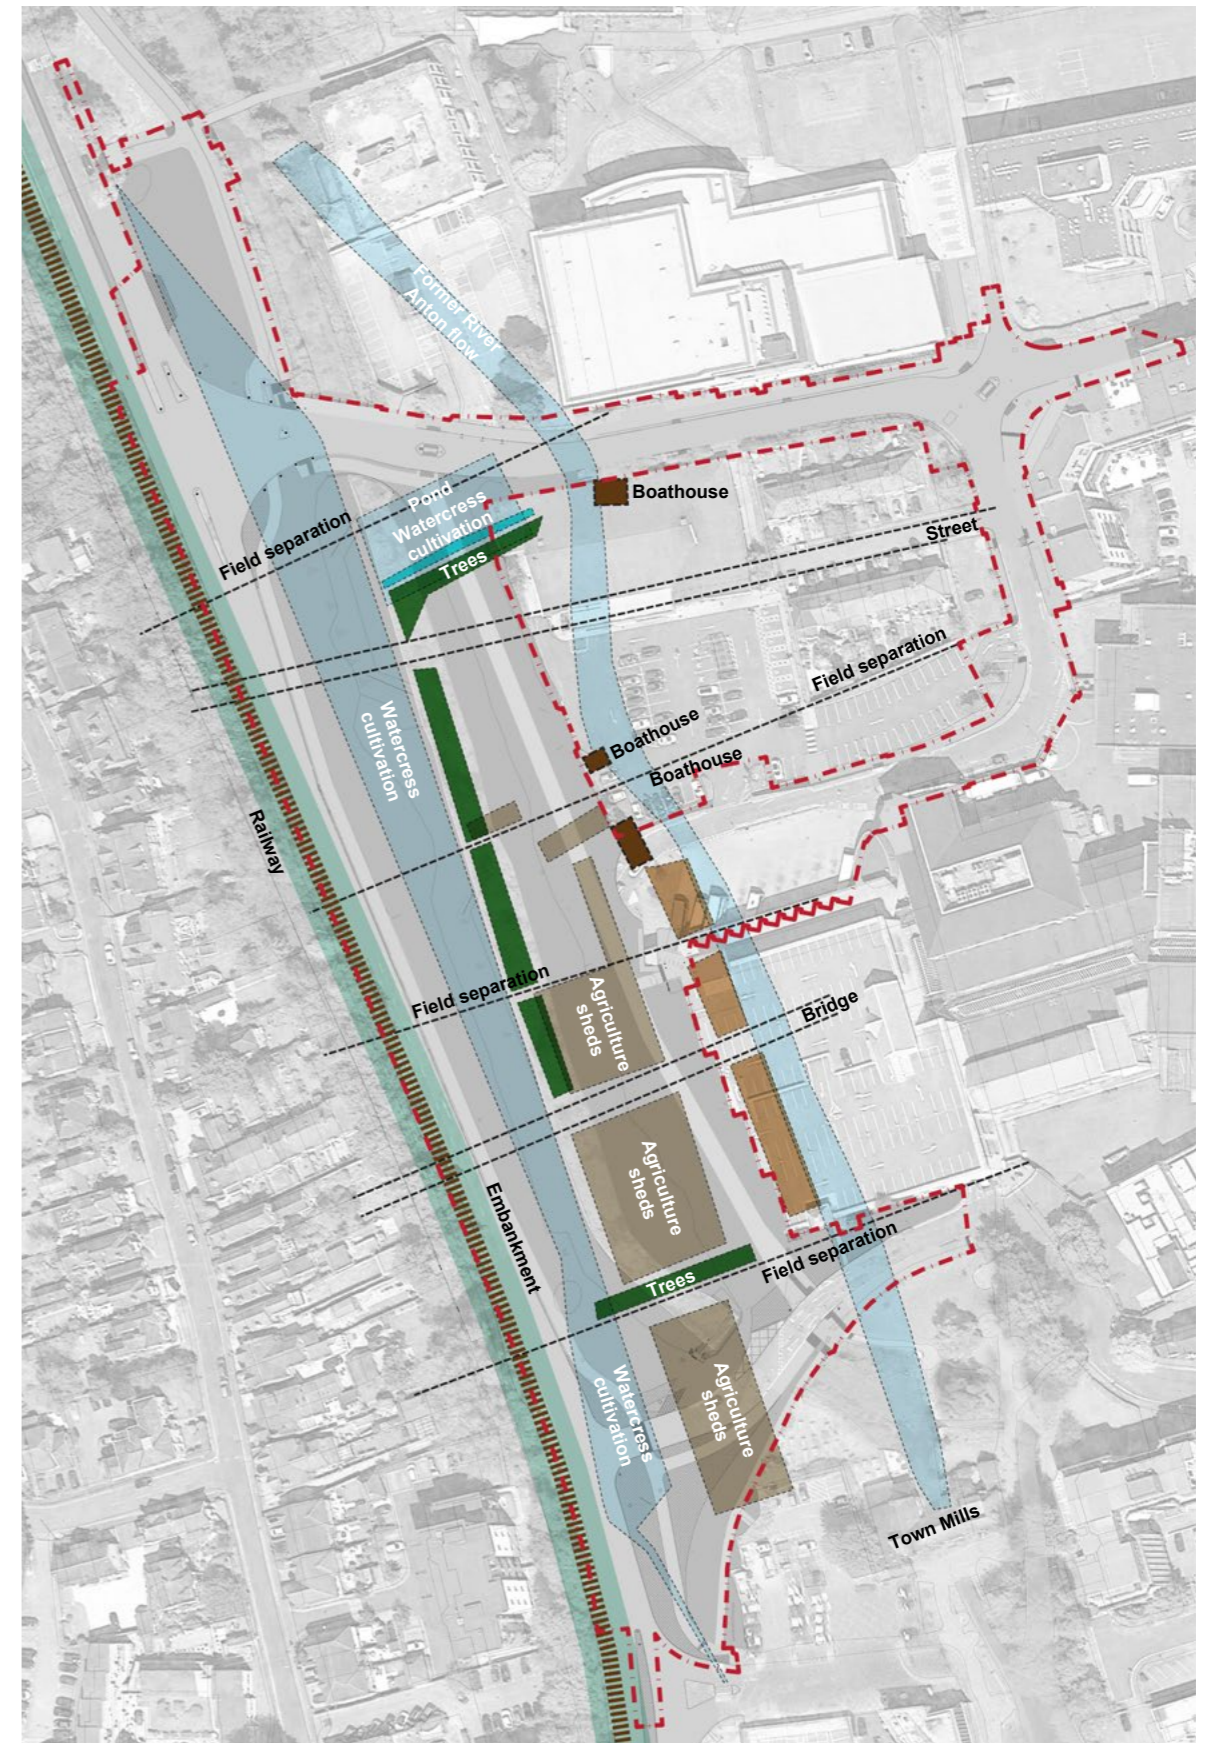 Former River
Anton flow
Boathouse
Pond
Watercress
cultivation
Field separation
Trees
Street
Field separation
Watercress
cultivation
Boathouse
Boathouse
Railway
Field separation
Agriculture
sheds
Bridge
Agriculture
sheds
Embankment
Field separation
Trees
Watercress
cultivation
Agriculture
sheds
Town Mills